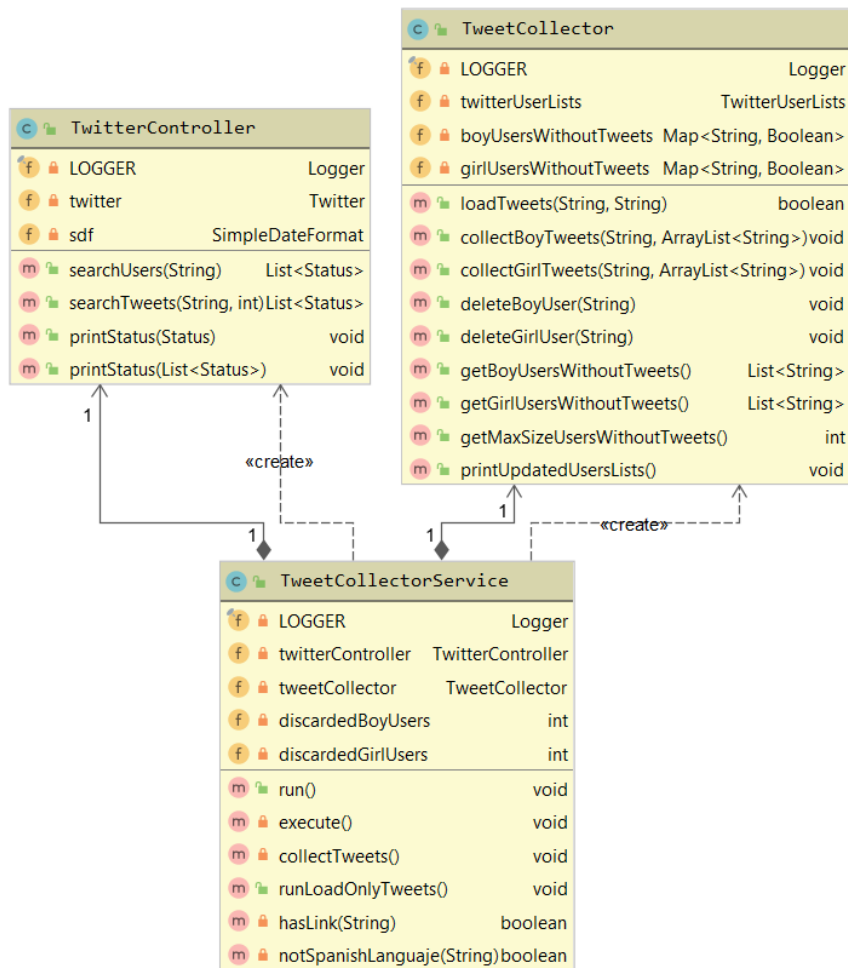 TweetCollector
LOGGER Logger
twitterUserLists TwitterUserLists
boyUsersWithoutTweets Map<String, Boolean>
girlUsersWithoutTweets Map<String, Boolean>
loadTweets(String, String) boolean
collectBoyTweets(String, ArrayList<String>) void
collectGirlTweets(String, ArrayList<String>) void
deleteBoyUser(String) void
deleteGirlUser(String) void
getBoyUsersWithoutTweets() List<String>
getGirlUsersWithoutTweets() List<String>
getMaxSizeUsersWithoutTweets() int
printUpdatedUsersLists() void
TwitterController
LOGGER Logger
twitter Twitter
sdf SimpleDateFormat
searchUsers(String) List<Status>
searchTweets(String, int) List<Status>
printStatus(Status) void
printStatus(List<Status>) void
1
«create»
1
1
1
«create»
TweetCollectorService
LOGGER Logger
twitterController TwitterController
tweetCollector TweetCollector
discardedBoyUsers int
discardedGirlUsers int
run() void
execute() void
collectTweets() void
runLoadOnlyTweets() void
hasLink(String) boolean
notSpanishLanguaje(String) boolean